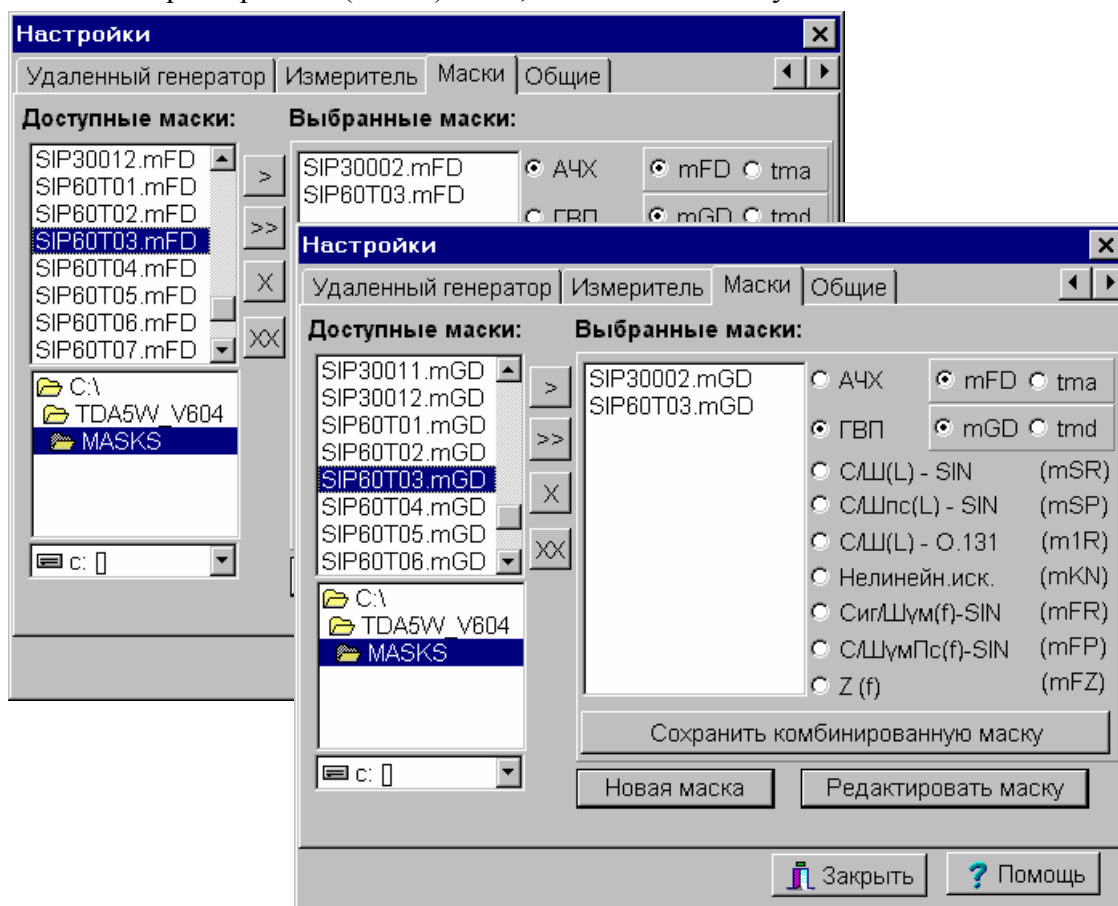 Настройки
Удаленный генератор Измеритель Маски Общие
Доступные маски: Выбранные маски:
SIP30012.mFD
SIP60T01.mFD
SIP60T02.mFD
SIP60T03.mFD
SIP60T04.mFD
SIP60T05.mFD
SIP60T06.mFD
SIP60T07.mFD
>
>>
X
XX
SIP30002.mFD
SIP60T03.mFD
АЧХ mFD tma
ГВП mGD tmd
C:\
TDA5W_V604
MASKS
c: []
Настройки
Удаленный генератор Измеритель Маски Общие
Доступные маски: Выбранные маски:
SIP30011.mGD
SIP30012.mGD
SIP60T01.mGD
SIP60T02.mGD
SIP60T03.mGD
SIP60T04.mGD
SIP60T05.mGD
SIP60T06.mGD
>
>>
X
XX
SIP30002.mGD
SIP60T03.mGD
АЧХ mFD tma
ГВП mGD tmd
С/Ш(L) - SIN (mSR)
С/Шпс(L) - SIN (mSP)
С/Ш(L) - O.131 (m1R)
Нелинейн.иск. (mKN)
Сиг/Шум(f)-SIN (mFR)
С/ШумПс(f)-SIN (mFP)
Z (f) (mFZ)
C:\
TDA5W_V604
MASKS
c: []
Сохранить комбинированную маску
Новая маска Редактировать маску
Закрыть Помощь